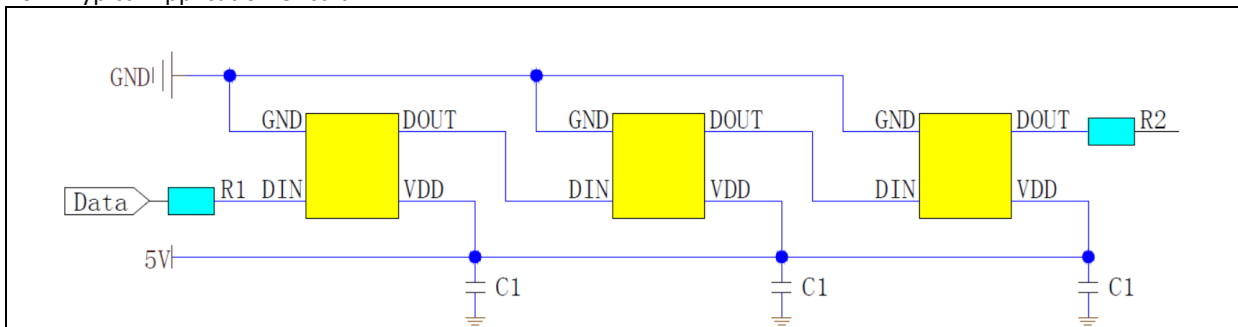 GND
GND DOUT GND DOUT GND DOUT R2
Data R1 DIN VDD DIN VDD DIN VDD
5V
C1 C1 C1